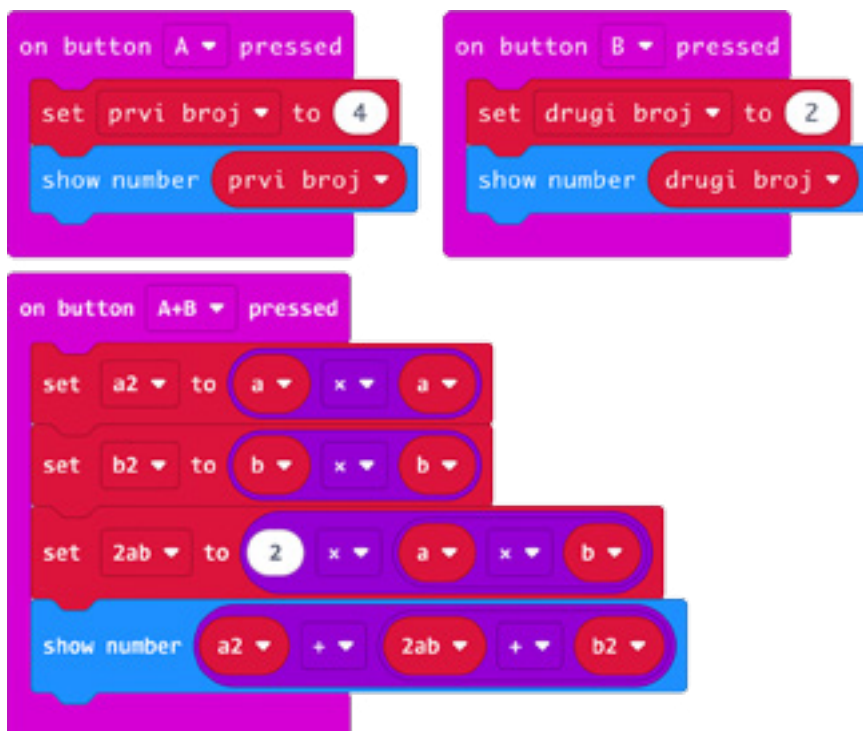 on button A pressed
set prvi broj to 4
show number prvi broj
on button B pressed
set drugi broj to 2
show number drugi broj
on button A+B pressed
set a2 to a × a
set b2 to b × b
set 2ab to 2 × a × b
show number a2 + 2ab + b2